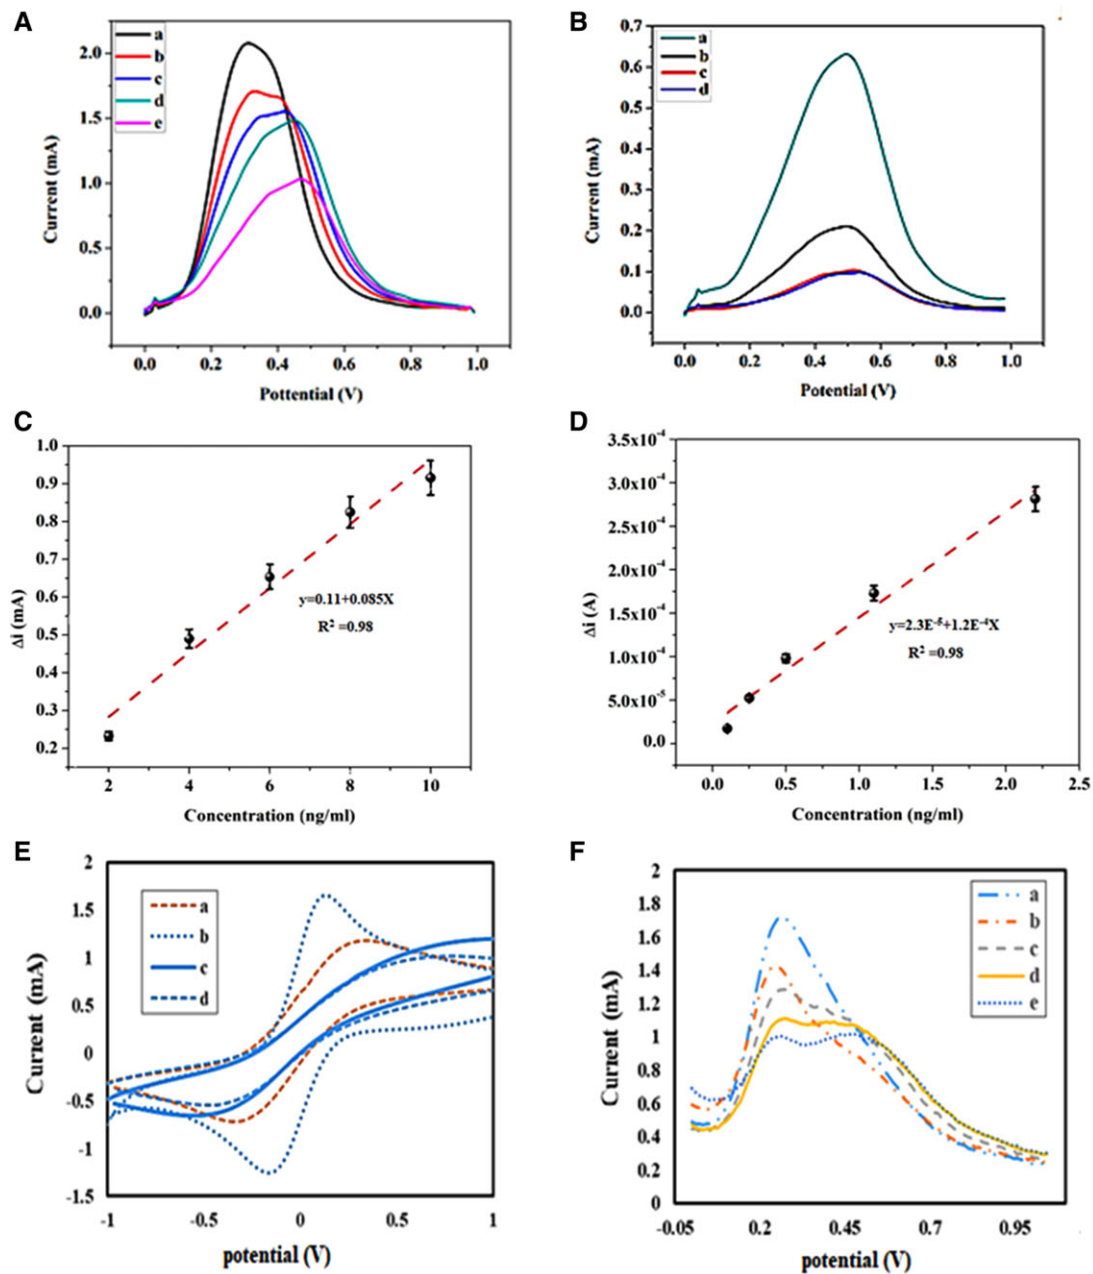 A
a
b
c
d
e
2.0
1.5
1.0
0.5
0.0
Current (mA)
0.0 0.2 0.4 0.6 0.8 1.0
Pottential (V)
B
a
b
c
d
0.7
0.6
0.5
0.4
0.3
0.2
0.1
0.0
Current (mA)
0.0 0.2 0.4 0.6 0.8 1.0
Potential (V)
C
1.0
0.9
0.8
0.7
0.6
0.5
0.4
0.3
0.2
Δi (mA)
y=0.11+0.085X
R² =0.98
2 4 6 8 10
Concentration (ng/ml)
D
3.5x10⁻⁴
3.0x10⁻⁴
2.5x10⁻⁴
2.0x10⁻⁴
1.5x10⁻⁴
1.0x10⁻⁴
5.0x10⁻⁵
0.0
Δi (A)
y=2.3E⁻⁵+1.2E⁻⁴X
R² =0.98
0.0 0.5 1.0 1.5 2.0 2.5
Concentration (ng/ml)
E
a
b
c
d
2
1.5
1
0.5
0
-0.5
-1
-1.5
Current (mA)
-1 -0.5 0 0.5 1
potential (V)
F
a
b
c
d
e
2
1.8
1.6
1.4
1.2
1
0.8
0.6
0.4
0.2
0
Current (mA)
-0.05 0.2 0.45 0.7 0.95
potential (V)